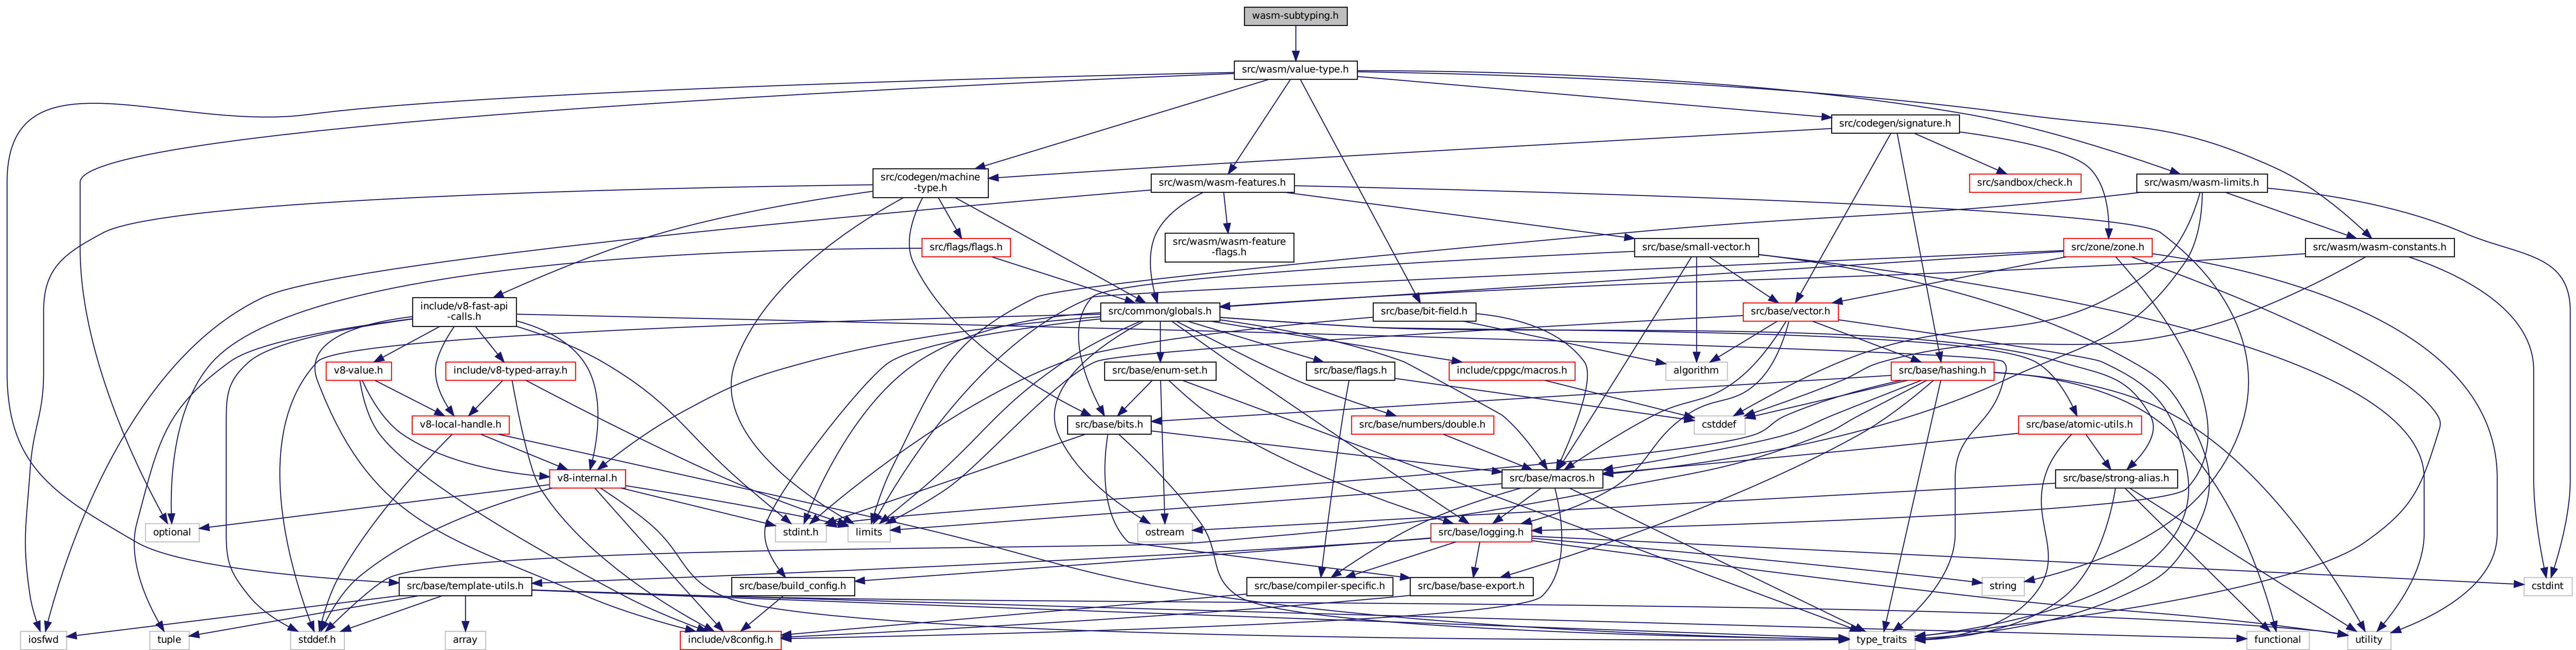 wasm-subtyping.h
src/wasm/value-type.h
src/codegen/signature.h
src/codegen/machine
-type.h
src/wasm/wasm-features.h
src/sandbox/check.h
src/wasm/wasm-limits.h
src/flags/flags.h
src/wasm/wasm-feature
-flags.h
src/base/small-vector.h
src/zone/zone.h
src/wasm/wasm-constants.h
include/v8-fast-api
-calls.h
src/common/globals.h
src/base/bit-field.h
src/base/vector.h
v8-value.h
include/v8-typed-array.h
src/base/enum-set.h
src/base/flags.h
include/cppgc/macros.h
algorithm
src/base/hashing.h
v8-local-handle.h
src/base/bits.h
src/base/numbers/double.h
cstddef
src/base/atomic-utils.h
v8-internal.h
src/base/macros.h
src/base/strong-alias.h
optional
stdint.h
limits
ostream
src/base/logging.h
src/base/template-utils.h
src/base/build_config.h
src/base/compiler-specific.h
src/base/base-export.h
string
cstdint
iosfwd
tuple
stddef.h
array
include/v8config.h
type_traits
functional
utility